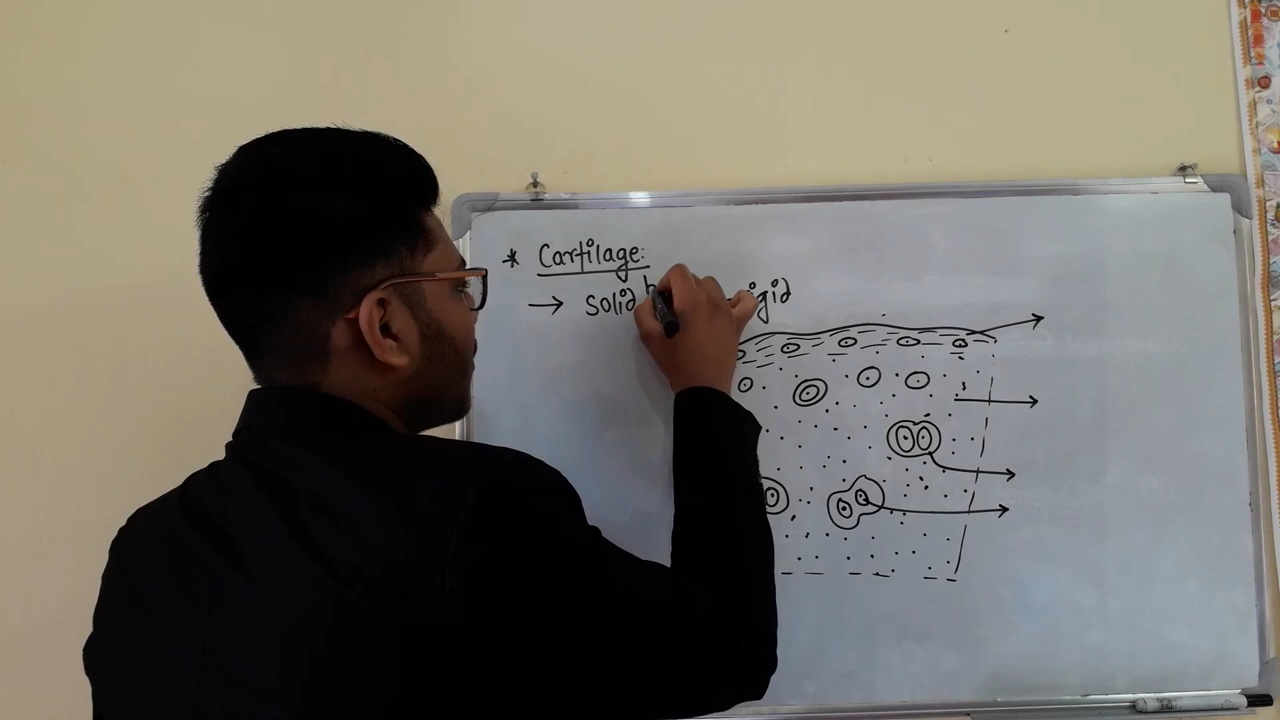 * Cartilage:
→ Solid